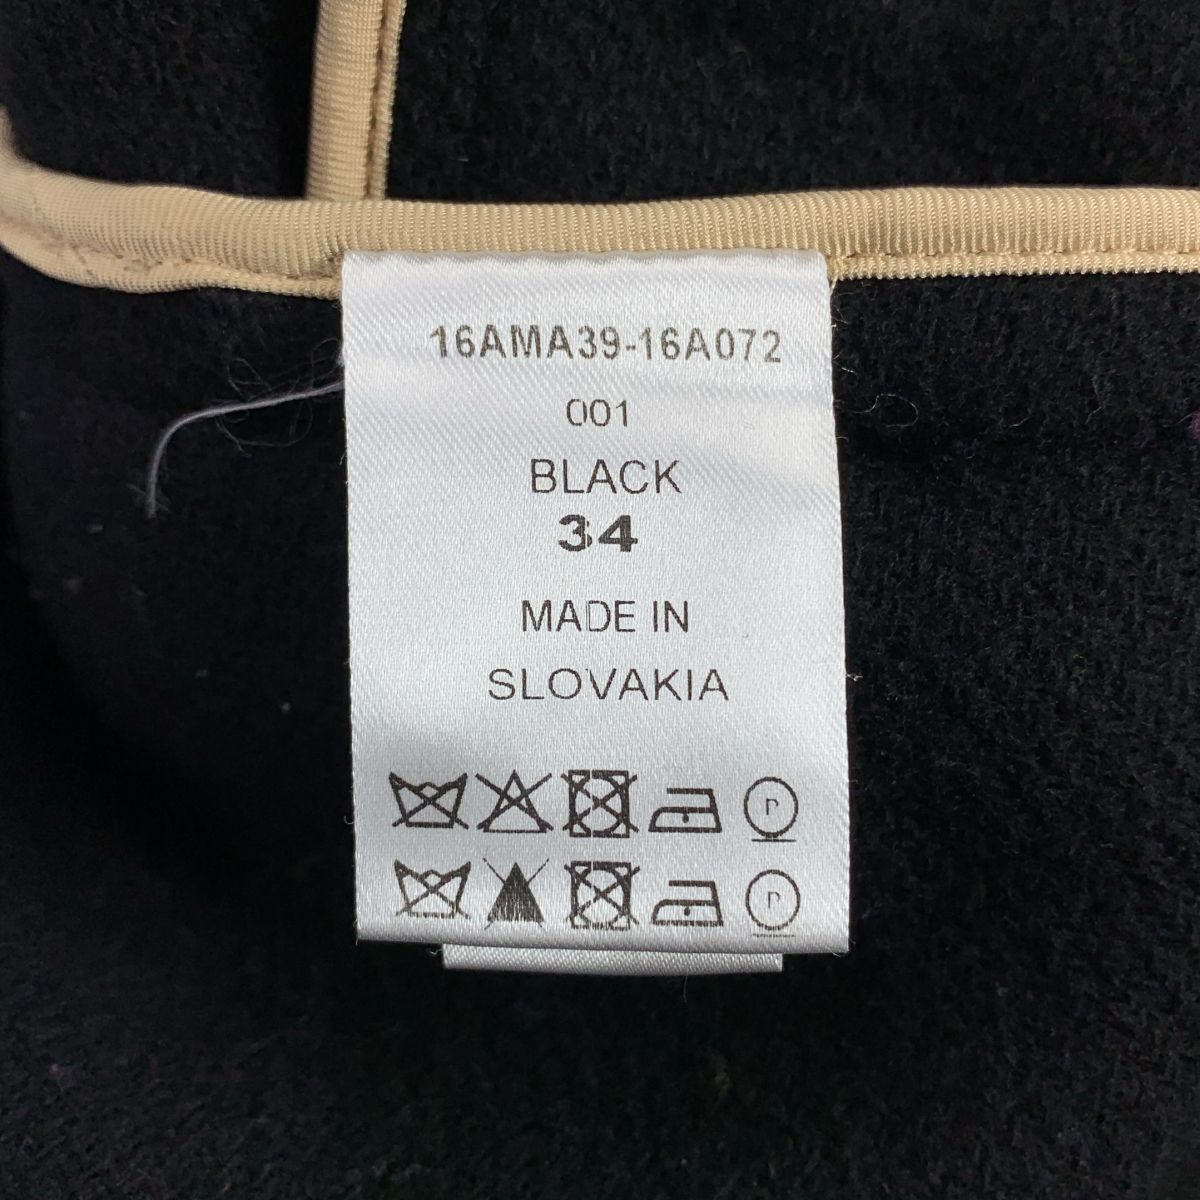 16AMA39-16A072
001
BLACK
34
MADE IN
SLOVAKIA
P
P